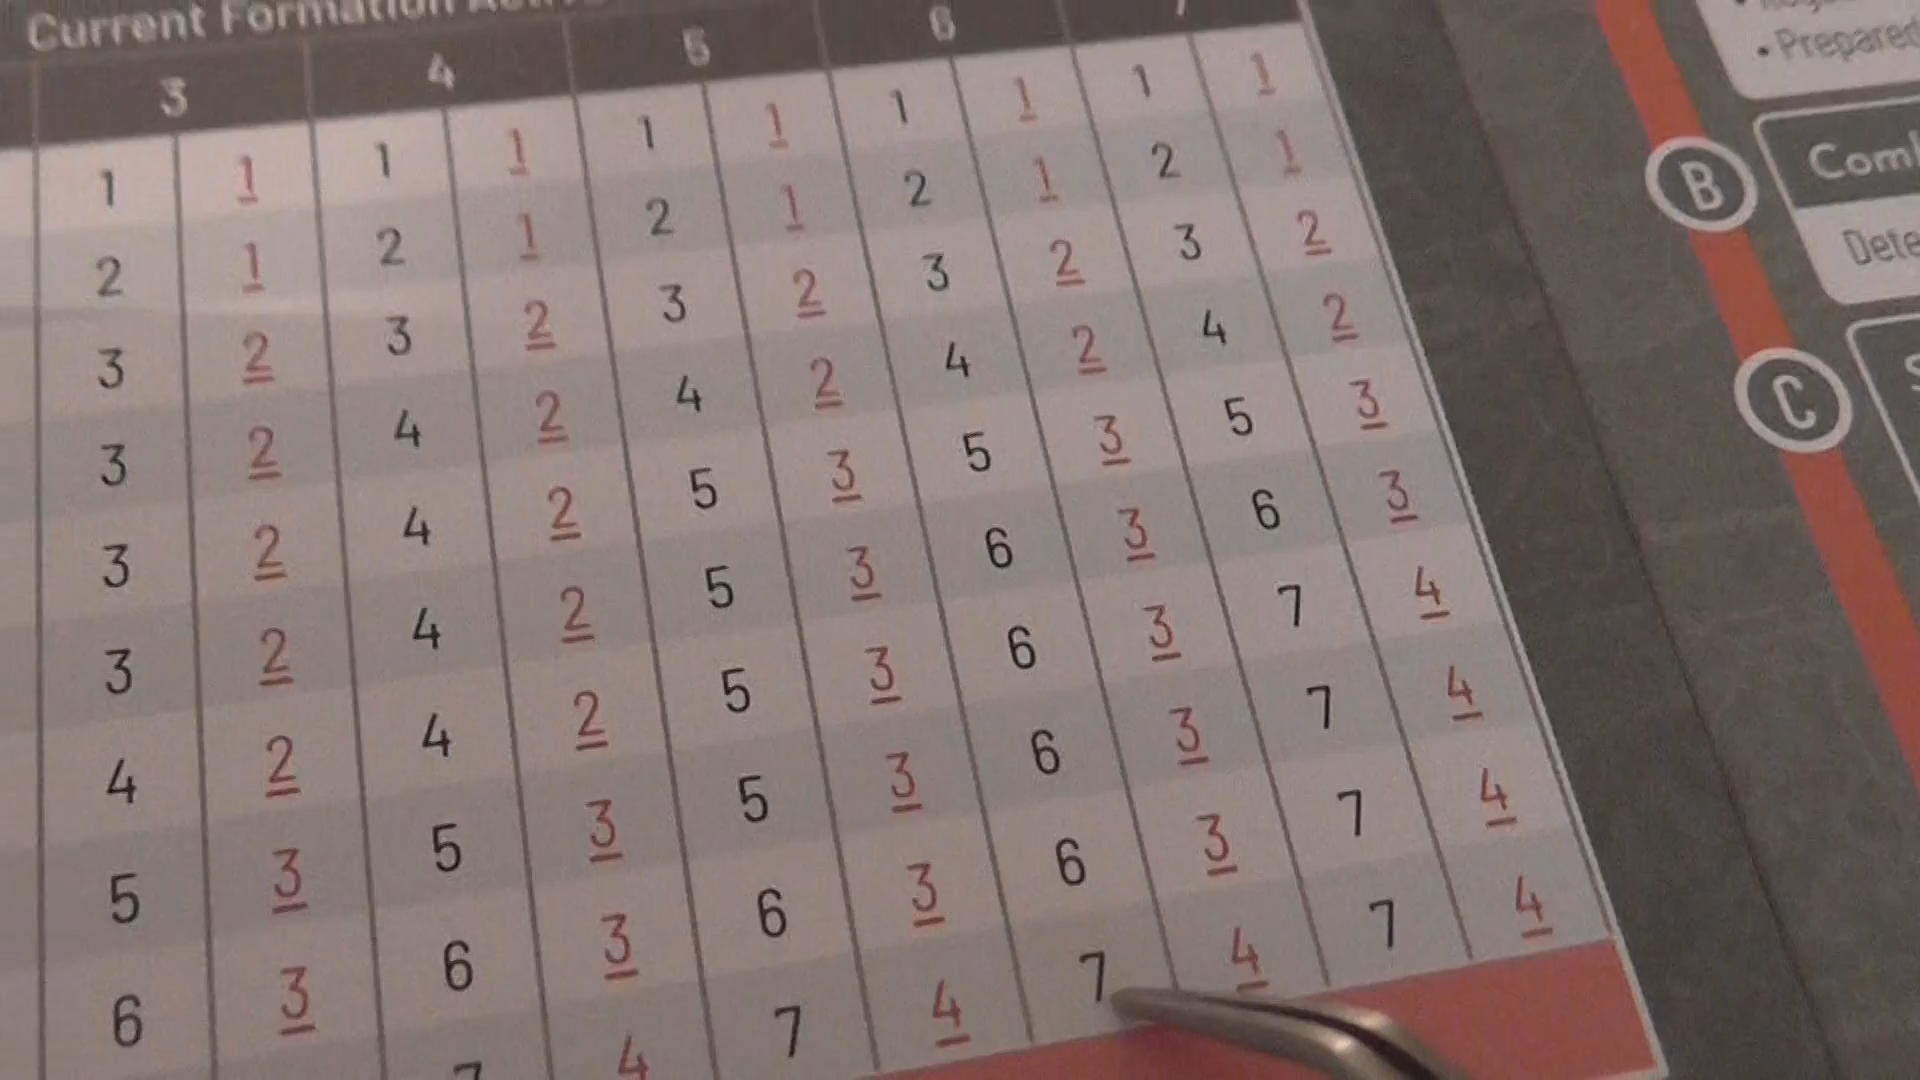 Current Formation
3 4 5 6 7
1 1 1 1 1 1 1 1 1 1
2 1 2 1 2 1 2 1 2 1
3 2 3 2 3 2 3 2 3 2
3 2 4 2 4 2 4 2 4 2
3 2 4 2 5 3 5 3 5 3
3 2 4 2 5 3 6 3 6 3
4 2 4 2 5 3 6 3 7 4
5 3 5 3 5 3 6 3 7 4
6 3 6 3 6 3 6 3 7 4
7 4 7 4 7 4 7 4
• Prepared
B
C